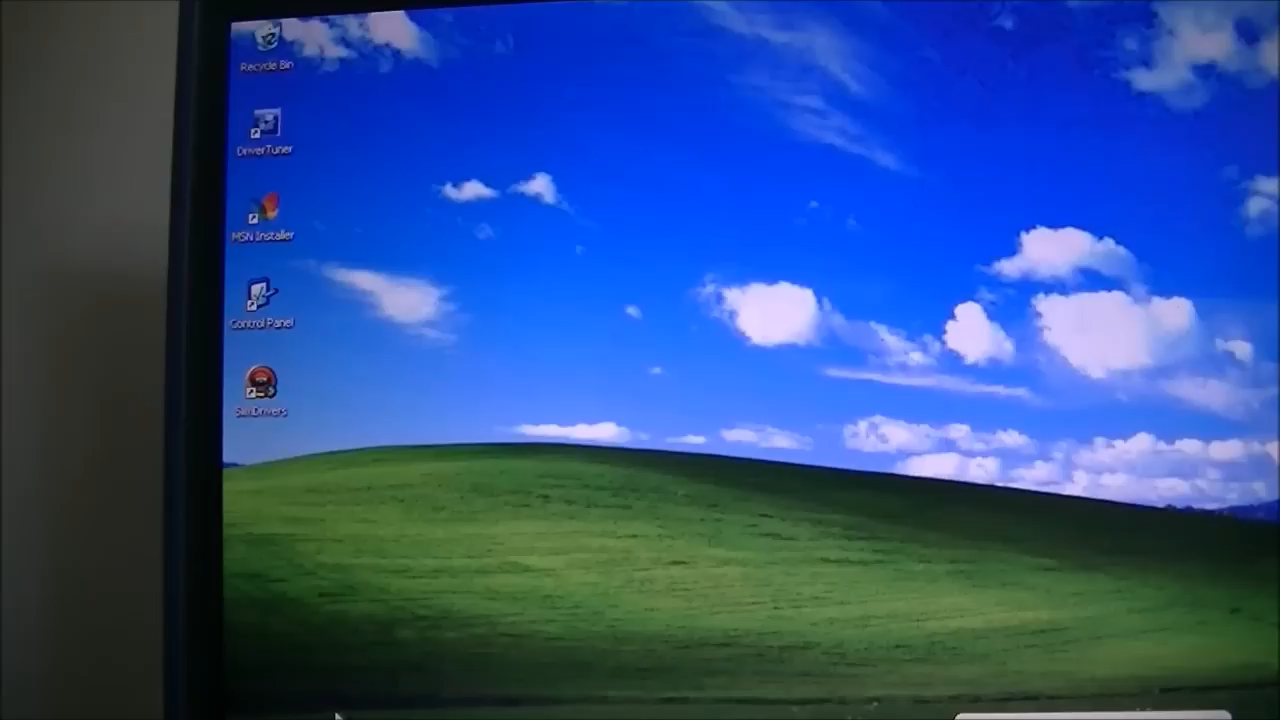 Recycle Bin
DriverTuner
MSN Installer
Control Panel
SlimDrivers